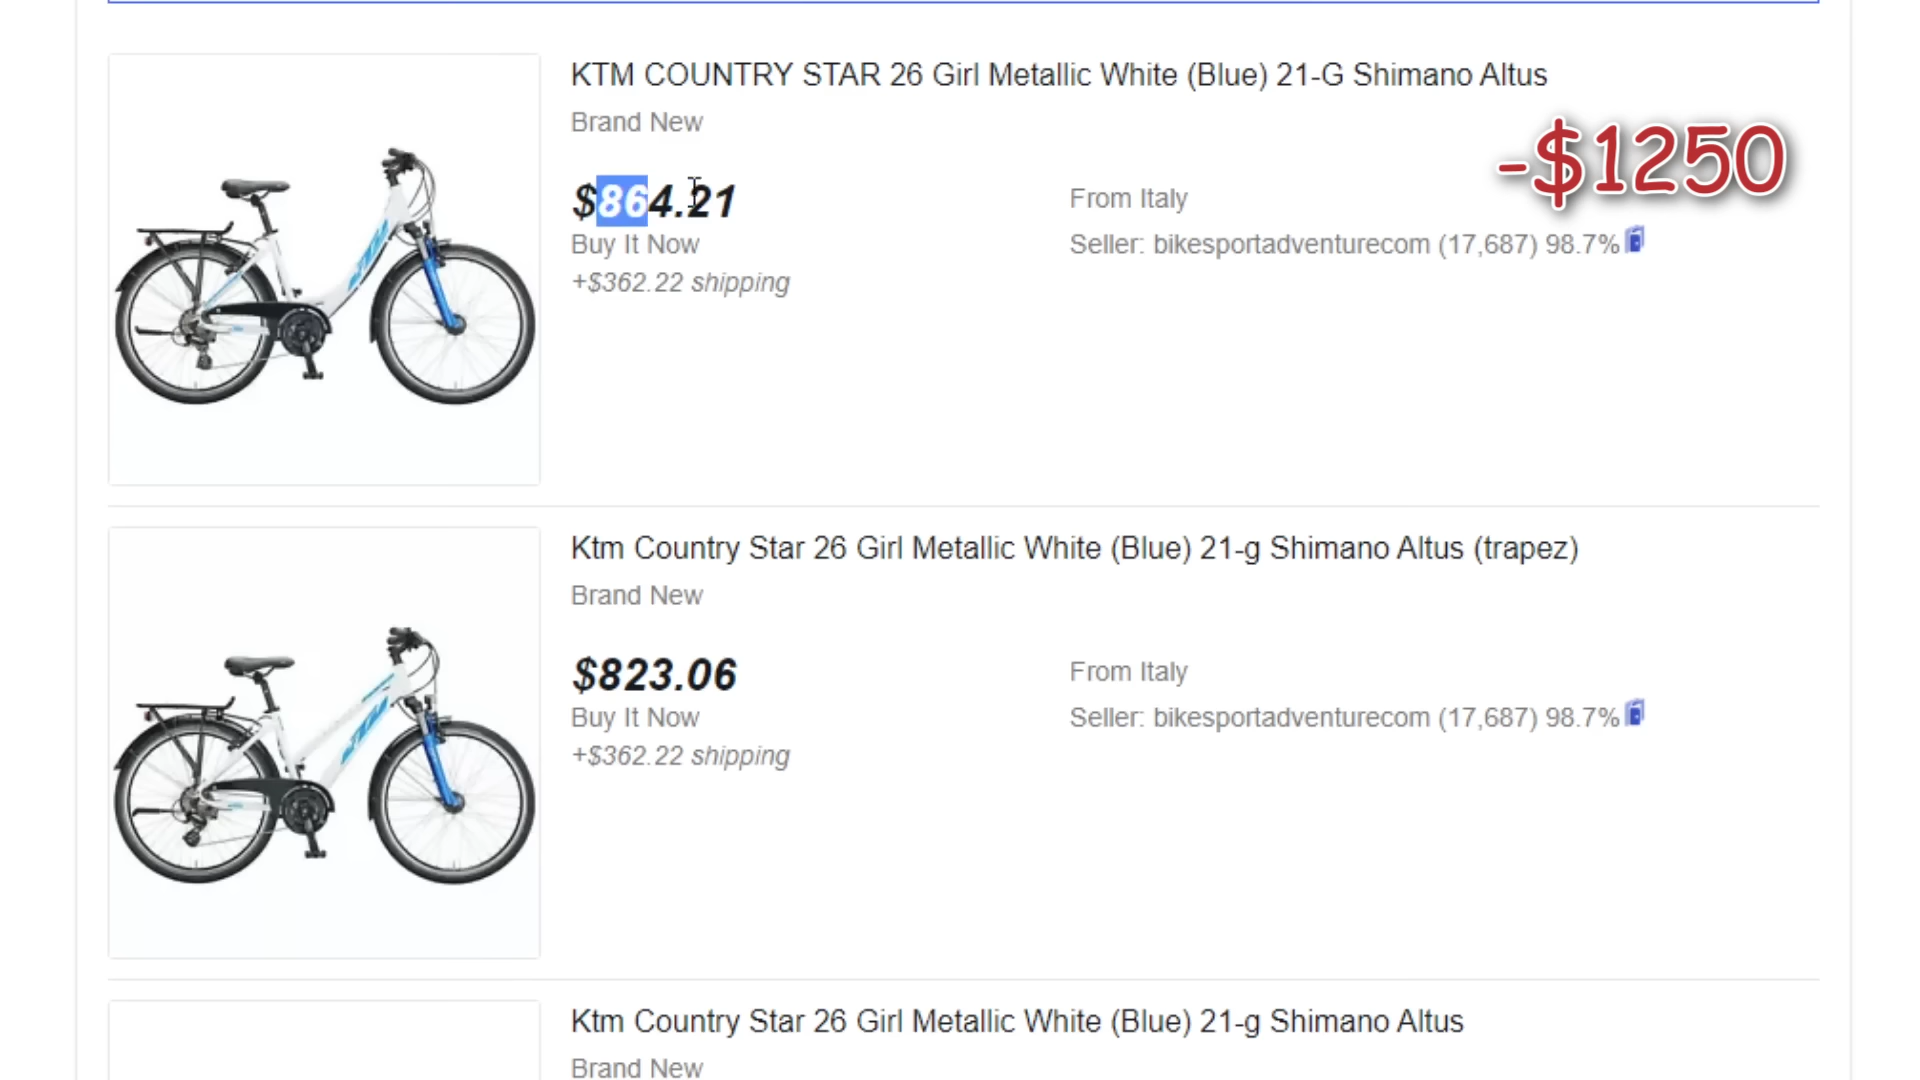 KTM COUNTRY STAR 26 Girl Metallic White (Blue) 21-G Shimano Altus
Brand New
-$1250
$864.21
From Italy
Buy It Now
Seller: bikesportadventurecom (17,687) 98.7%
+$362.22 shipping
Ktm Country Star 26 Girl Metallic White (Blue) 21-g Shimano Altus (trapez)
Brand New
$823.06
From Italy
Buy It Now
Seller: bikesportadventurecom (17,687) 98.7%
+$362.22 shipping
Ktm Country Star 26 Girl Metallic White (Blue) 21-g Shimano Altus
Brand New